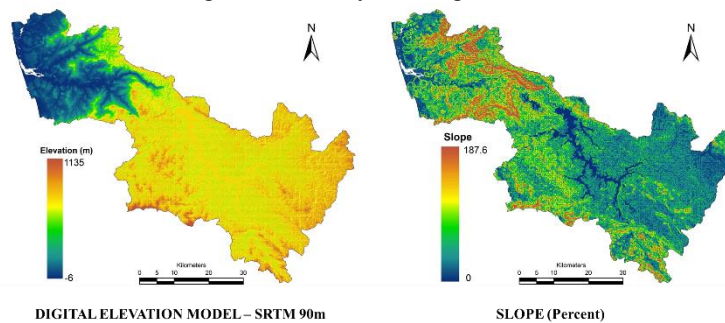 N
N
Elevation (m)
1135
-6
Slope
187.6
0
Kilometers
0 5 10 20 30
Kilometers
0 5 10 20 30
DIGITAL ELEVATION MODEL – SRTM 90m
SLOPE (Percent)